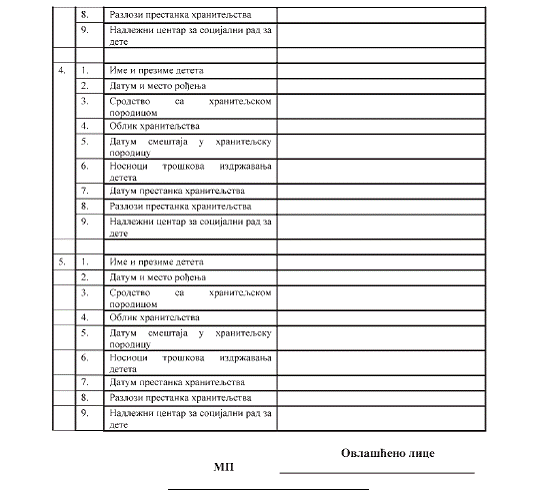 8. Разлози престанка хранитељства
9. Надлежни центар за социјални рад за
дете
4. 1. Име и презиме детета
2. Датум и место рођења
3. Сродство са хранитељском
породицом
4. Облик хранитељства
5. Датум смештаја у хранитељску
породицу
6. Носиоци трошкова издржавања
детета
7. Датум престанка хранитељства
8. Разлози престанка хранитељства
9. Надлежни центар за социјални рад за
дете
5. 1. Име и презиме детета
2. Датум и место рођења
3. Сродство са хранитељском
породицом
4. Облик хранитељства
5. Датум смештаја у хранитељску
породицу
6. Носиоци трошкова издржавања
детета
7. Датум престанка хранитељства
8. Разлози престанка хранитељства
9. Надлежни центар за социјални рад за
дете
Овлашћено лице
МП